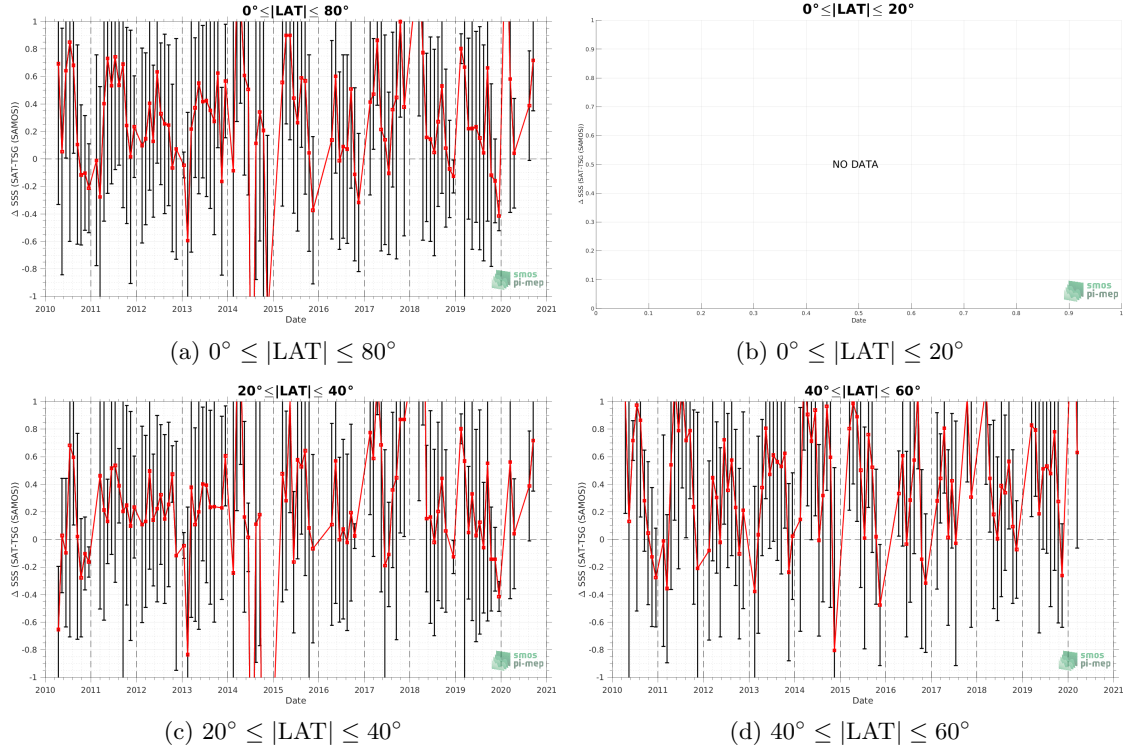 0°≤|LAT|≤ 80°
Δ SSS (SAT-TSG (SAMOS))
1
0.8
0.6
0.4
0.2
0
-0.2
-0.4
-0.6
-0.8
-1
2010 2011 2012 2013 2014 2015 2016 2017 2018 2019 2020 2021
Date
smos
pi-mep
(a) 0° ≤ |LAT| ≤ 80°
0°≤|LAT|≤ 20°
Δ SSS (SAT-TSG (SAMOS))
1
0.9
0.8
0.7
0.6
0.5
0.4
0.3
0.2
0.1
0
NO DATA
0 0.1 0.2 0.3 0.4 0.5 0.6 0.7 0.8 0.9 1
Date
smos
pi-mep
(b) 0° ≤ |LAT| ≤ 20°
20°≤|LAT|≤ 40°
Δ SSS (SAT-TSG (SAMOS))
1
0.8
0.6
0.4
0.2
0
-0.2
-0.4
-0.6
-0.8
-1
2010 2011 2012 2013 2014 2015 2016 2017 2018 2019 2020 2021
Date
smos
pi-mep
(c) 20° ≤ |LAT| ≤ 40°
40°≤|LAT|≤ 60°
Δ SSS (SAT-TSG (SAMOS))
1
0.8
0.6
0.4
0.2
0
-0.2
-0.4
-0.6
-0.8
-1
2010 2011 2012 2013 2014 2015 2016 2017 2018 2019 2020 2021
Date
smos
pi-mep
(d) 40° ≤ |LAT| ≤ 60°